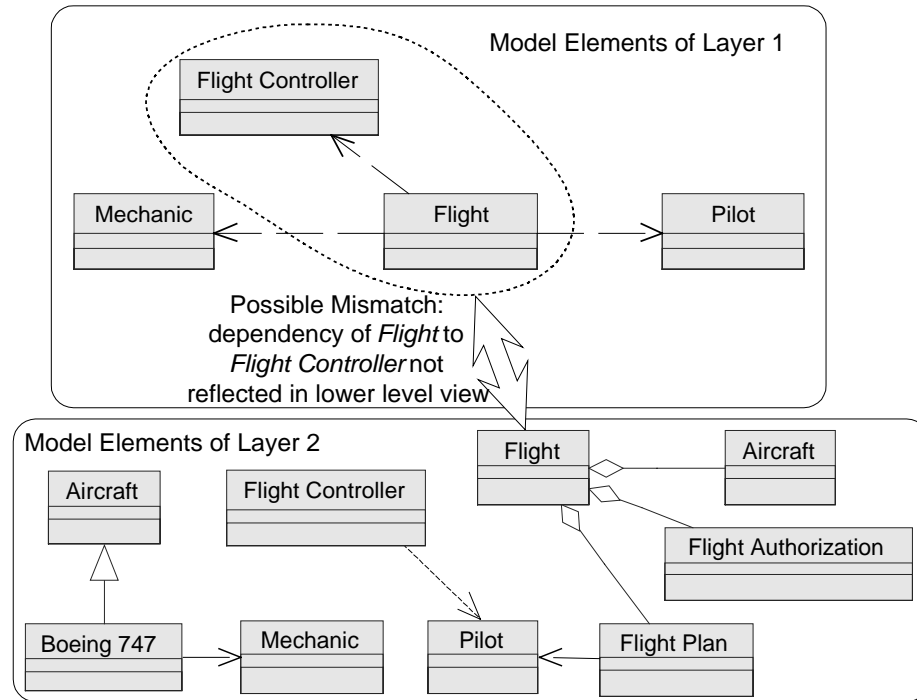 Model Elements of Layer 1
Flight Controller
Mechanic
Flight
Pilot
Possible Mismatch:
dependency of Flight to
Flight Controller not
reflected in lower level view
Model Elements of Layer 2
Flight
Aircraft
Aircraft
Flight Controller
Flight Authorization
Boeing 747
Mechanic
Pilot
Flight Plan